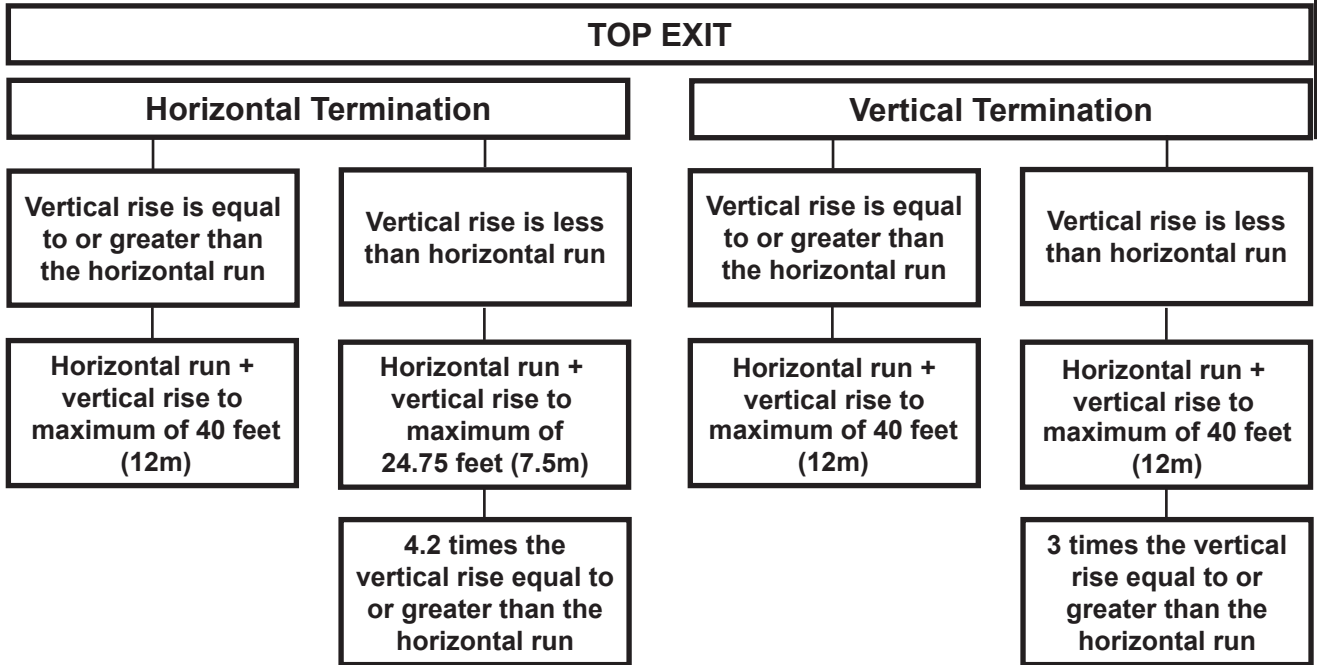 TOP EXIT
Horizontal Termination
Vertical Termination
Vertical rise is equal
to or greater than
the horizontal run
Vertical rise is less
than horizontal run
Vertical rise is equal
to or greater than
the horizontal run
Vertical rise is less
than horizontal run
Horizontal run +
vertical rise to
maximum of 40 feet
(12m)
Horizontal run +
vertical rise to
maximum of
24.75 feet (7.5m)
Horizontal run +
vertical rise to
maximum of 40 feet
(12m)
Horizontal run +
vertical rise to
maximum of 40 feet
(12m)
4.2 times the
vertical rise equal to
or greater than the
horizontal run
3 times the vertical
rise equal to or
greater than the
horizontal run